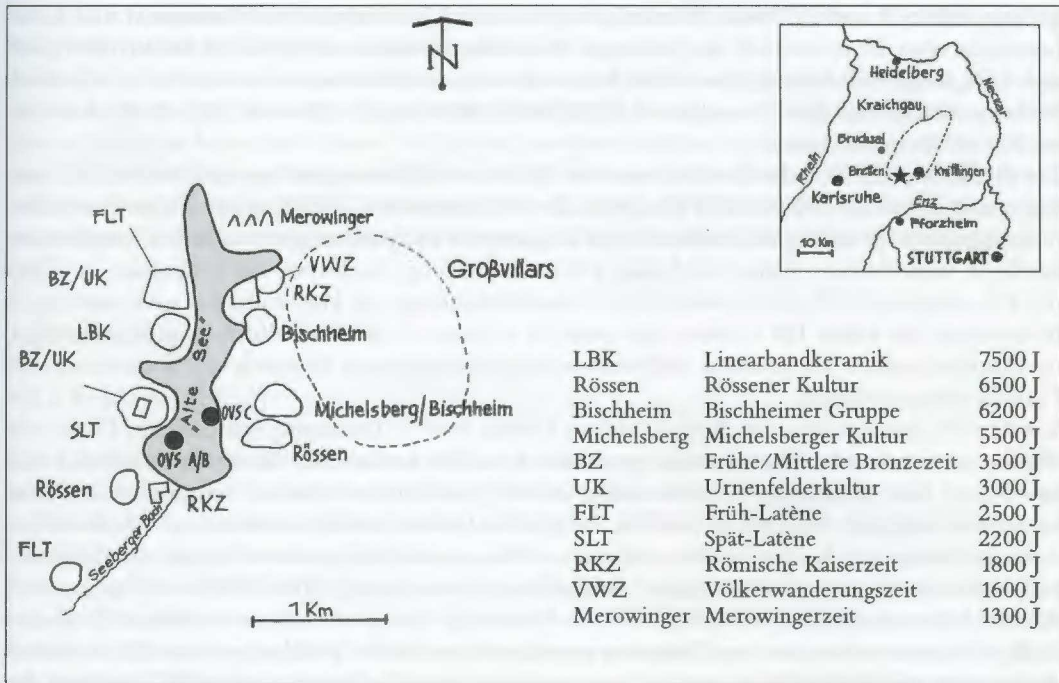 N
Heidelberg
Neckar
Kraichgau
Bruchsal
Rhein
Bretten
Knittlingen
Karlsruhe
Enz
Pforzheim
10 Km
STUTTGART
FLT
Merowinger
VWZ
Großvillars
BZ/UK
RKZ
LBK
See
Bischheim
BZ/UK
Alte
OVS C
Michelsberg/Bischheim
SLT
OVS A/B
Rössen
Rössen
RKZ
FLT
Seeberger Bach
1 Km
LBK Linearbandkeramik 7500 J
Rössen Rössener Kultur 6500 J
Bischheim Bischheimer Gruppe 6200 J
Michelsberg Michelsberger Kultur 5500 J
BZ Frühe/Mittlere Bronzezeit 3500 J
UK Urnenfelderkultur 3000 J
FLT Früh-Latène 2500 J
SLT Spät-Latène 2200 J
RKZ Römische Kaiserzeit 1800 J
VWZ Völkerwanderungszeit 1600 J
Merowinger Merowingerzeit 1300 J